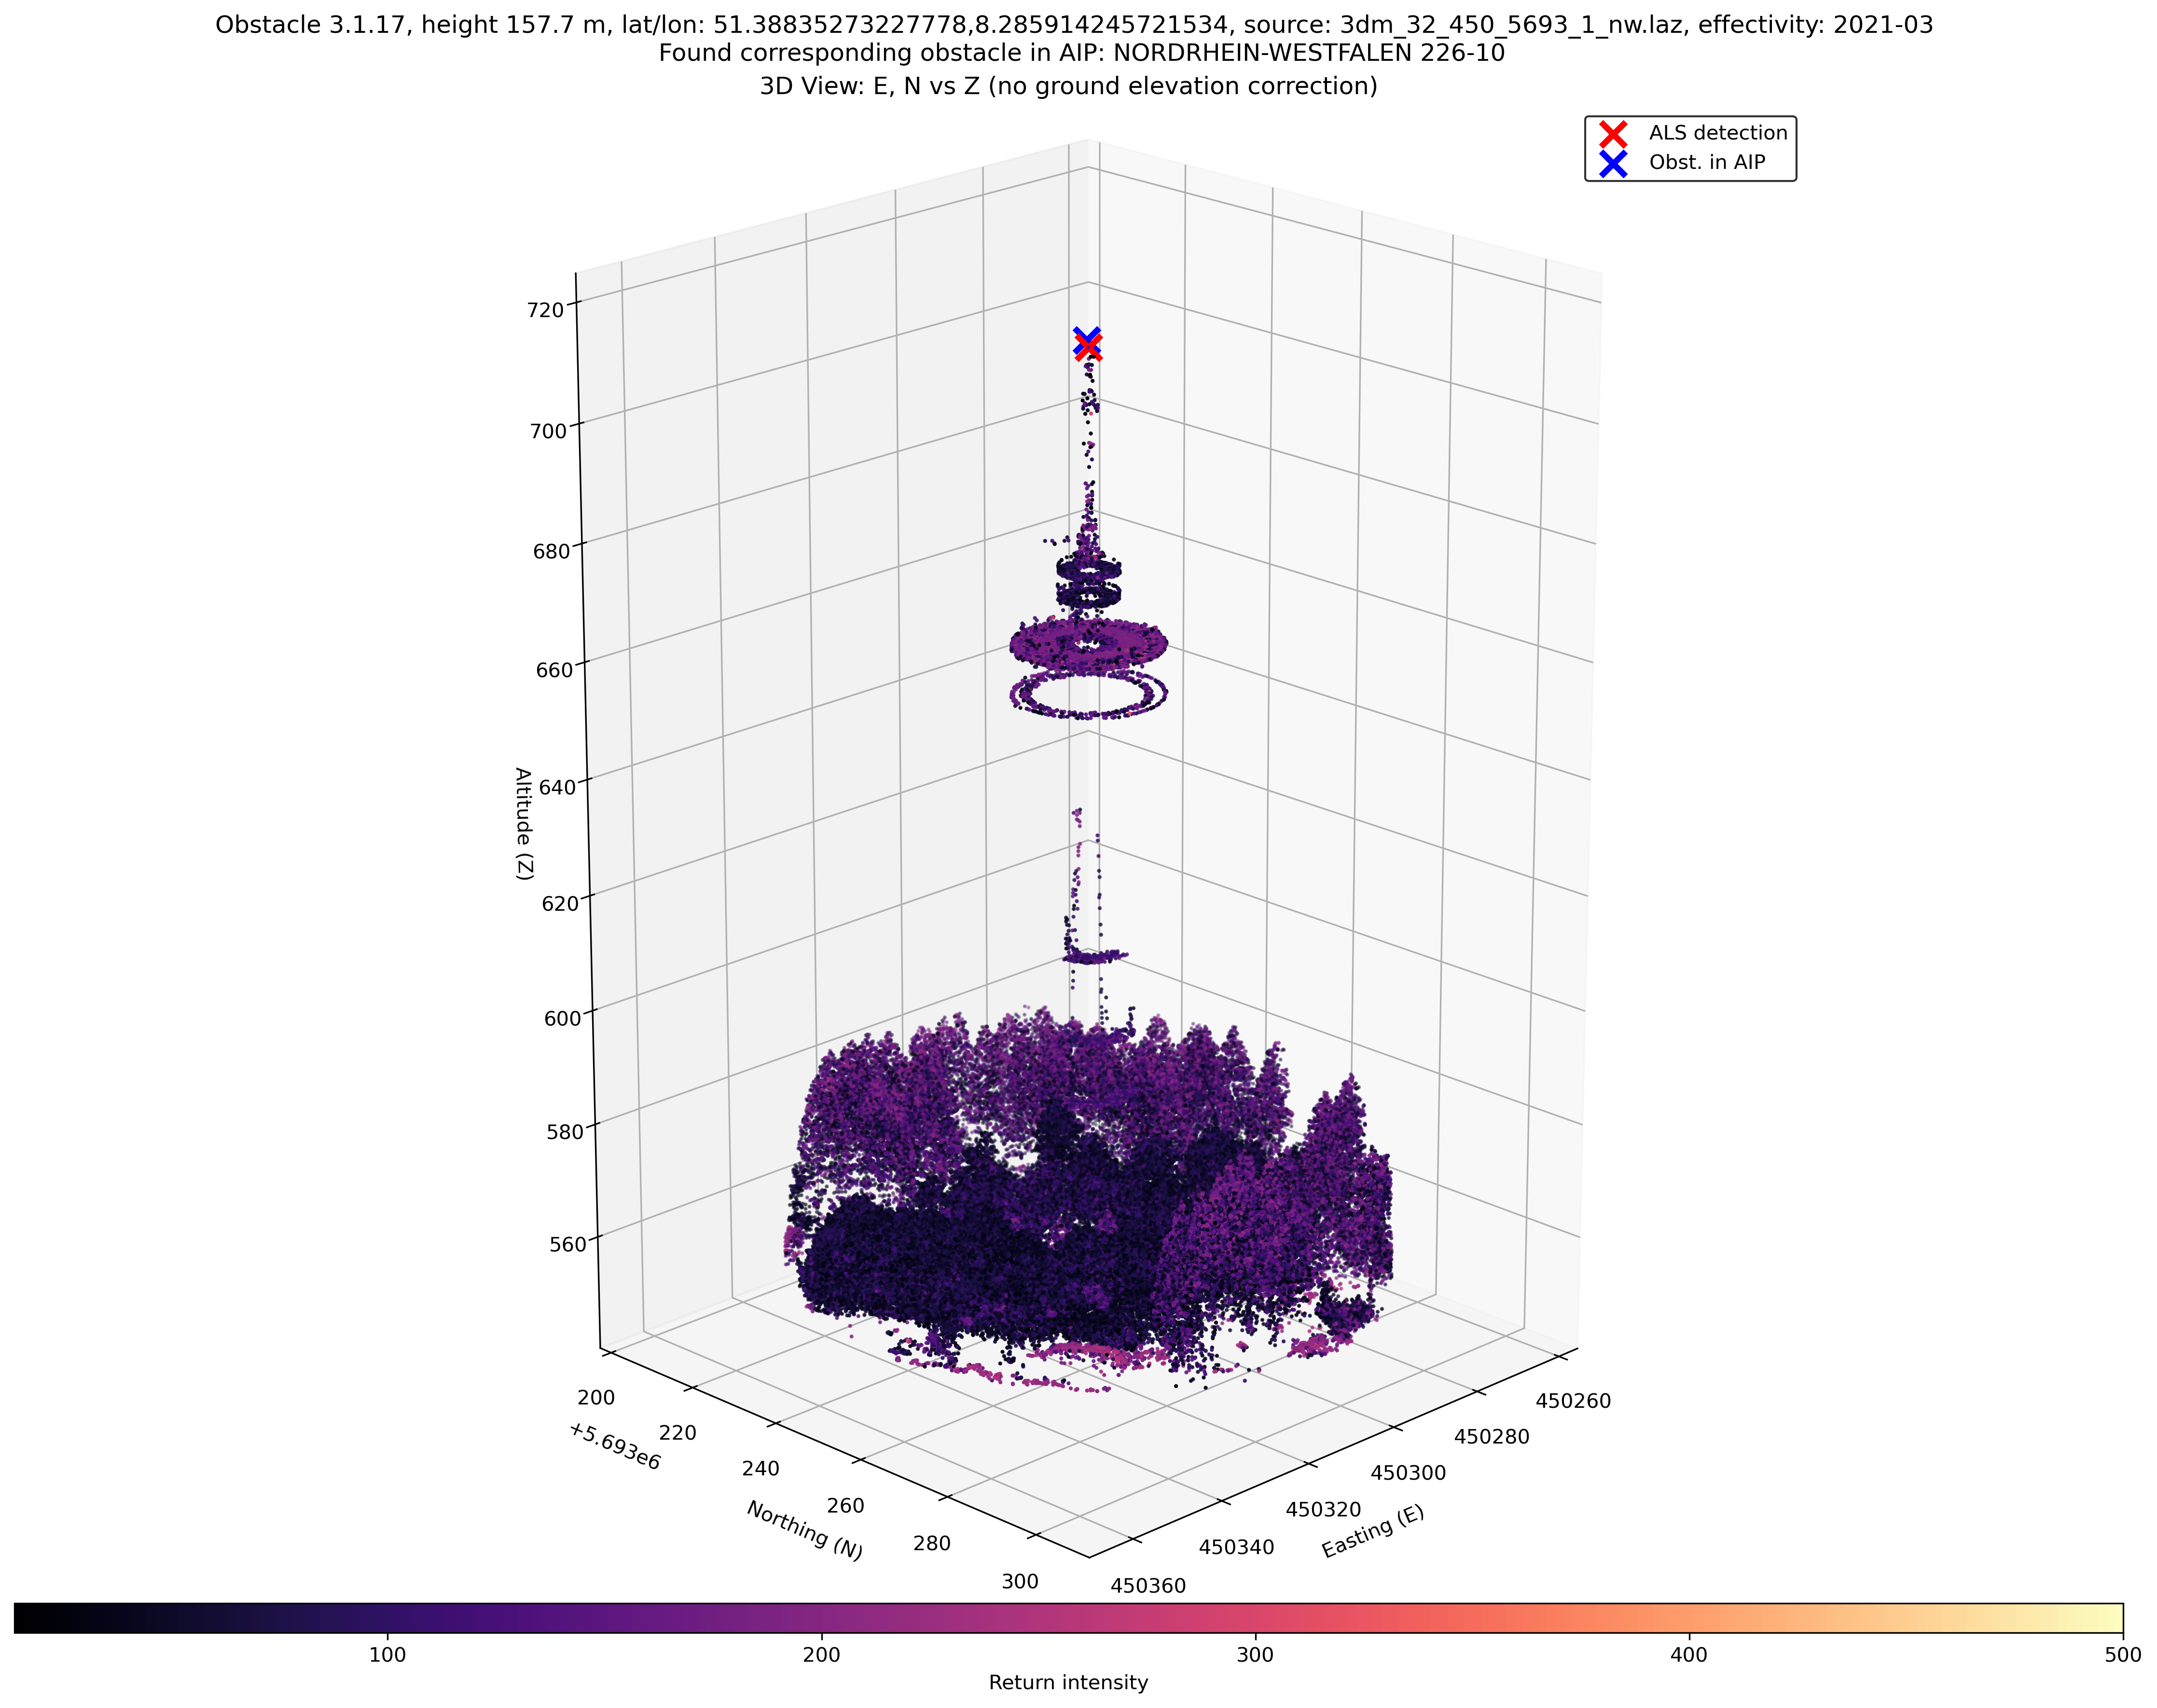 Obstacle 3.1.17, height 157.7 m, lat/lon: 51.38835273227778,8.285914245721534, source: 3dm_32_450_5693_1_nw.laz, effectivity: 2021-03
Found corresponding obstacle in AIP: NORDRHEIN-WESTFALEN 226-10
3D View: E, N vs Z (no ground elevation correction)
ALS detection
Obst. in AIP
720
700
680
660
640
620
600
580
560
Altitude (Z)
200
220
240
260
280
300
+5.693e6
Northing (N)
450260
450280
450300
450320
450340
450360
Easting (E)
100
200
300
400
500
Return intensity